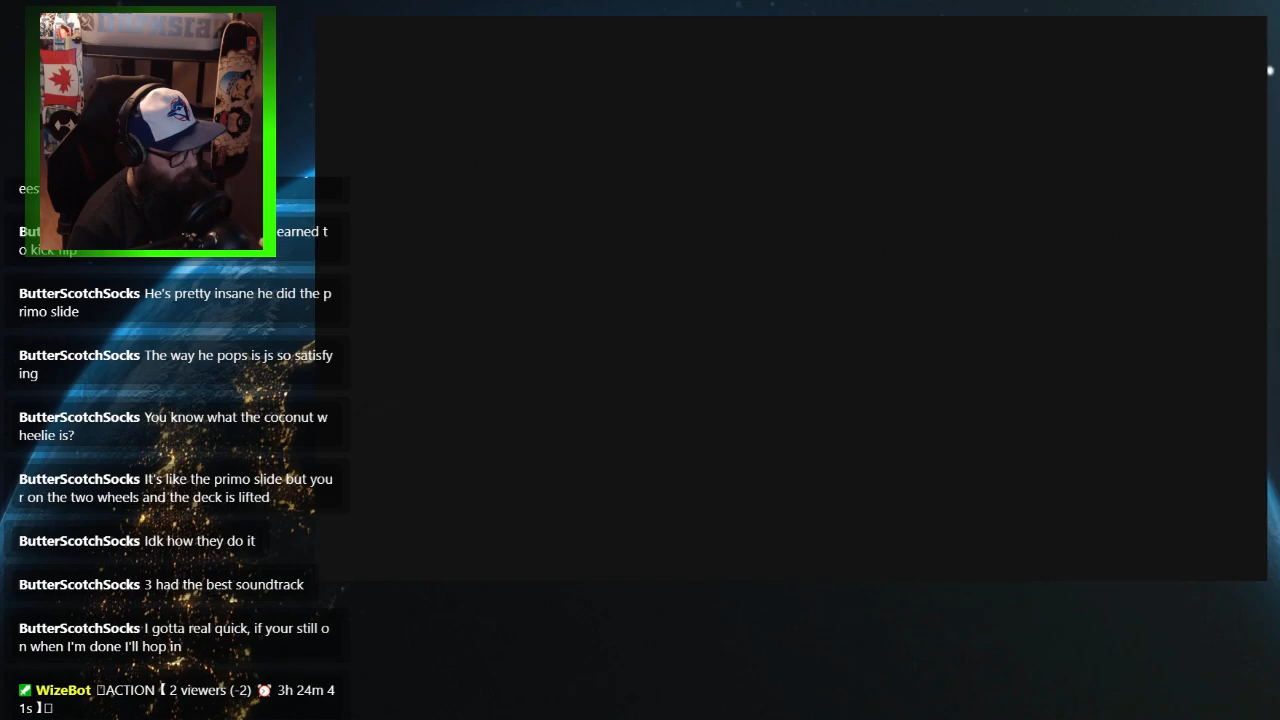 ees
But earned t
o kick flip
ButterScotchSocks He's pretty insane he did the p
rimo slide
ButterScotchSocks The way he pops is js so satisfy
ing
ButterScotchSocks You know what the coconut w
heelie is?
ButterScotchSocks It's like the primo slide but you
r on the two wheels and the deck is lifted
ButterScotchSocks Idk how they do it
ButterScotchSocks 3 had the best soundtrack
ButterScotchSocks I gotta real quick, if your still o
n when I'm done I'll hop in
WizeBot □ACTION【 2 viewers (-2) ⏰ 3h 24m 4
1s 】□